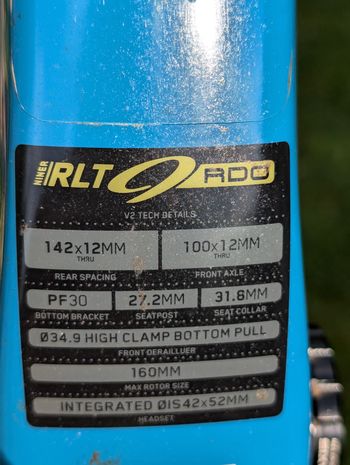 NINER RLT 9 RDO
V2 TECH DETAILS
142x12MM THRU
100x12MM THRU
REAR SPACING
FRONT AXLE
PF30
27.2MM
31.8MM
BOTTOM BRACKET
SEATPOST
SEAT COLLAR
Ø34.9 HIGH CLAMP BOTTOM PULL
FRONT DERAILLUER
160MM
MAX ROTOR SIZE
INTEGRATED ØIS42x52MM
HEADSET